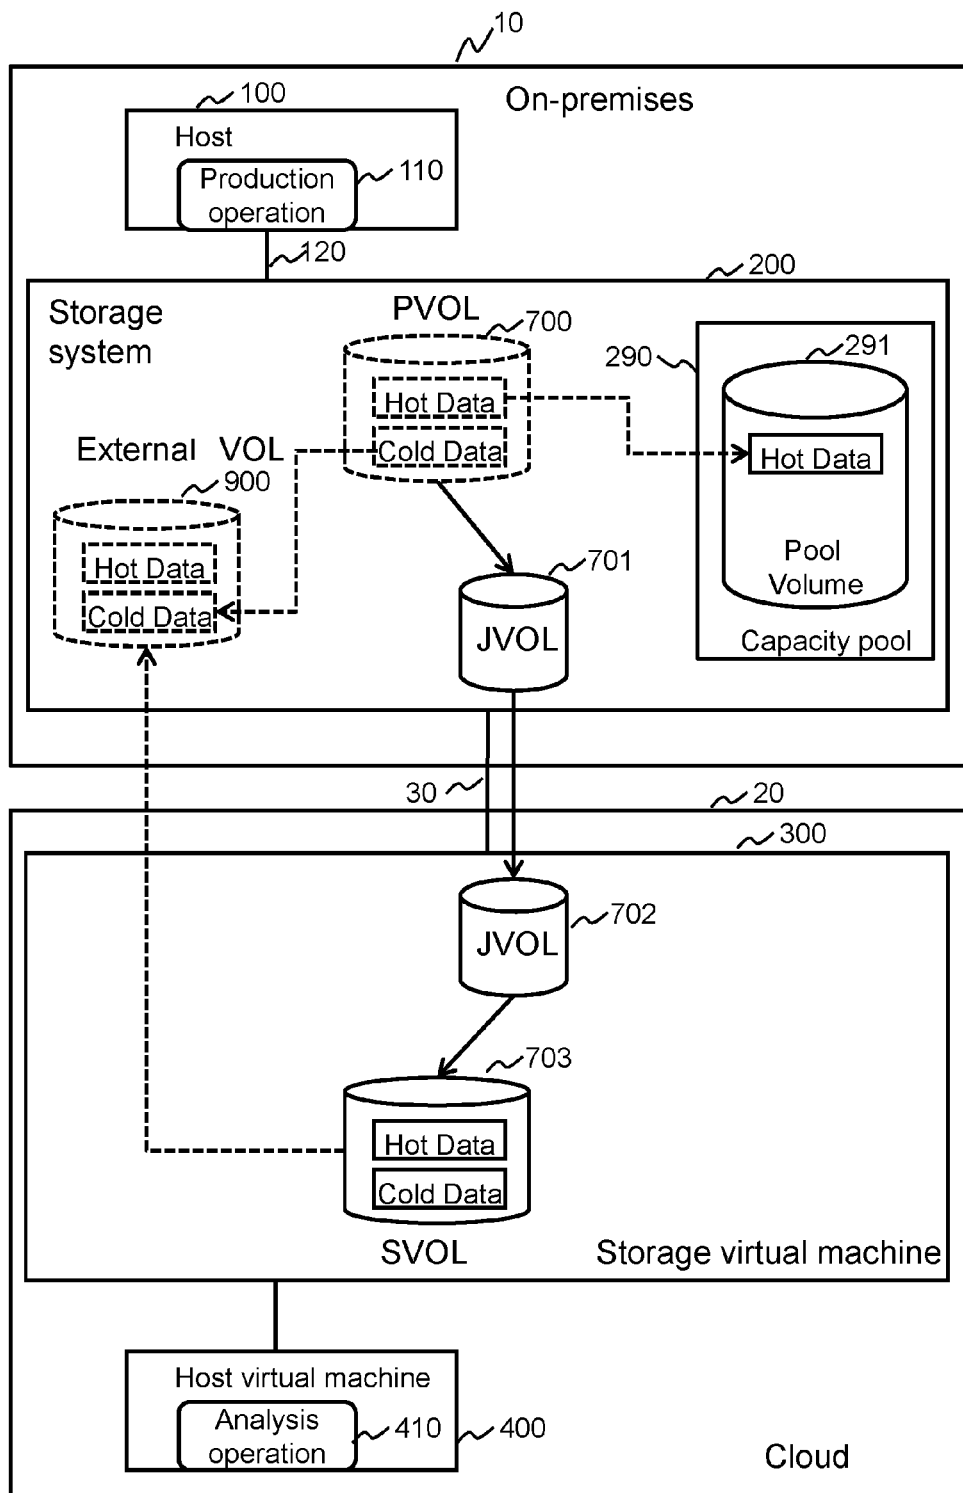 10
On-premises
100
Host
Production
operation
110
120
200
Storage
system
PVOL
700
Hot Data
Cold Data
290
291
Hot Data
Pool
Volume
Capacity pool
External VOL
900
Hot Data
Cold Data
701
JVOL
30
20
300
702
JVOL
703
Hot Data
Cold Data
SVOL
Storage virtual machine
Host virtual machine
Analysis
operation
410
400
Cloud